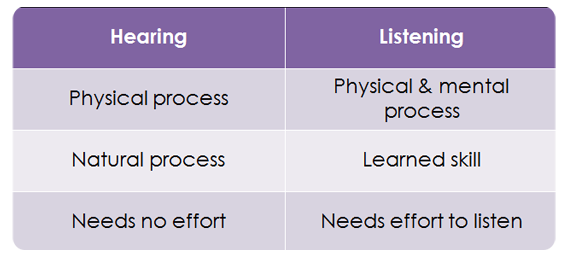 Hearing
Listening
Physical process
Physical & mental
process
Natural process
Learned skill
Needs no effort
Needs effort to listen